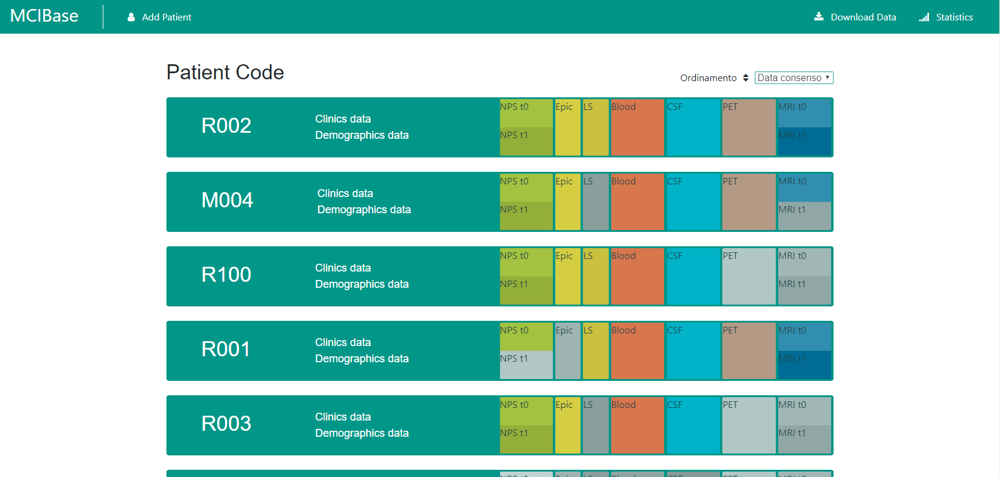 MCIBase Add Patient Download Data Statistics
Patient Code
Ordinamento Data consenso
R002 Clinics data Demographics data NPS t0 NPS t1 Epic LS Blood CSF PET MRI t0 MRI t1
M004 Clinics data Demographics data NPS t0 NPS t1 Epic LS Blood CSF PET MRI t0 MRI t1
R100 Clinics data Demographics data NPS t0 NPS t1 Epic LS Blood CSF PET MRI t0 MRI t1
R001 Clinics data Demographics data NPS t0 NPS t1 Epic LS Blood CSF PET MRI t0 MRI t1
R003 Clinics data Demographics data NPS t0 NPS t1 Epic LS Blood CSF PET MRI t0 MRI t1